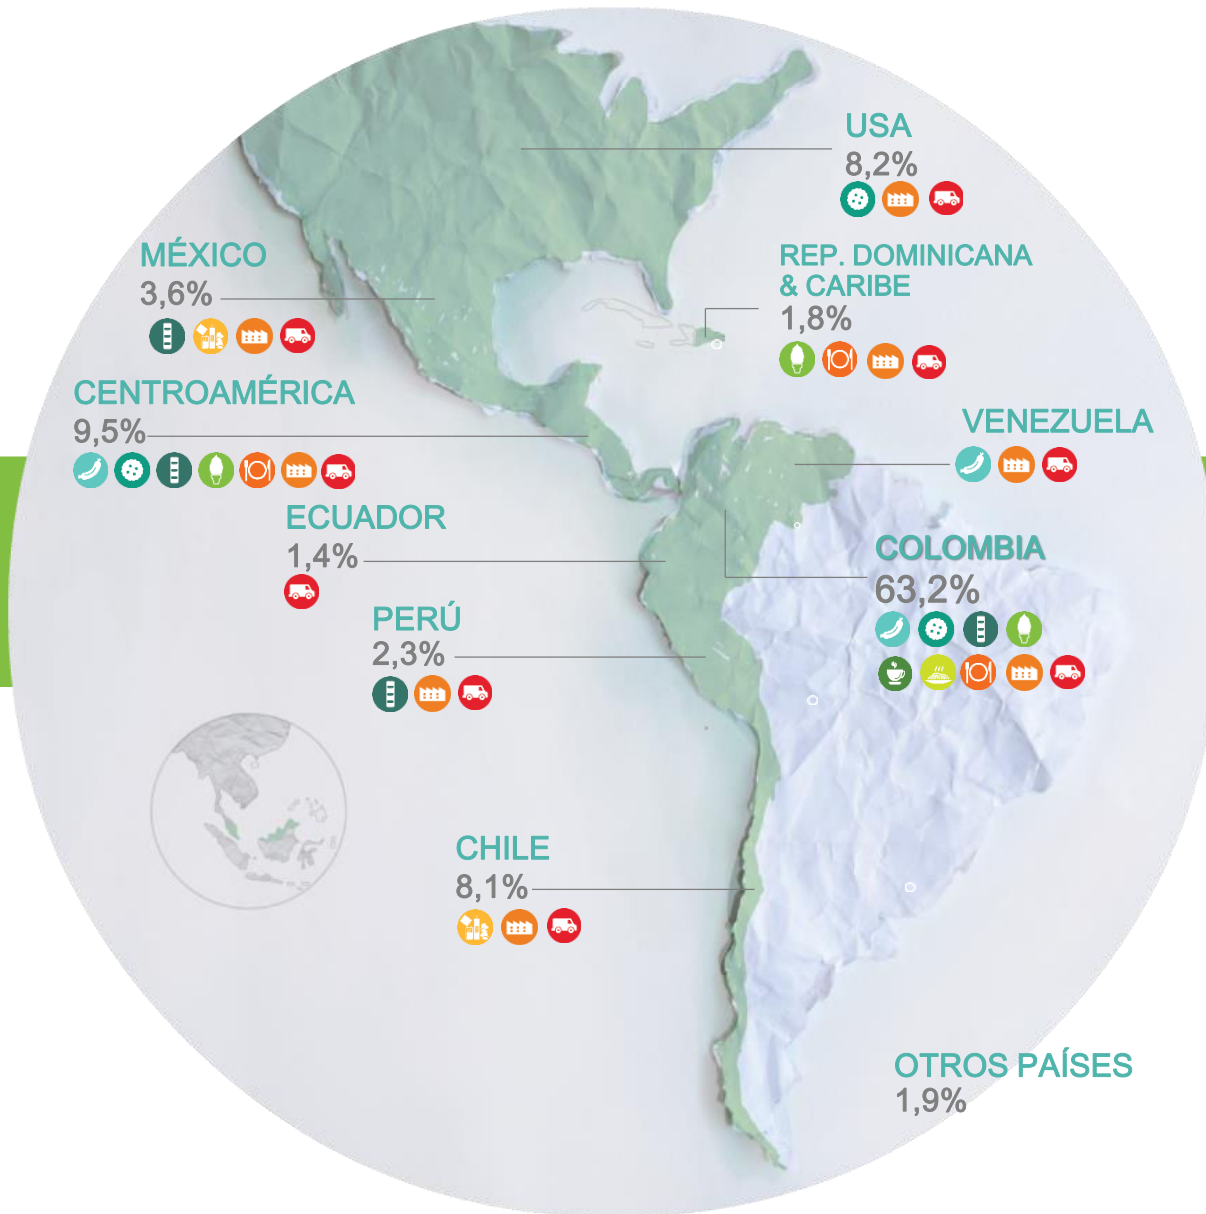 USA
8,2%
MÉXICO
3,6%
REP. DOMINICANA
& CARIBE
1,8%
CENTROAMÉRICA
9,5%
VENEZUELA
ECUADOR
1,4%
COLOMBIA
63,2%
PERÚ
2,3%
CHILE
8,1%
OTROS PAÍSES
1,9%